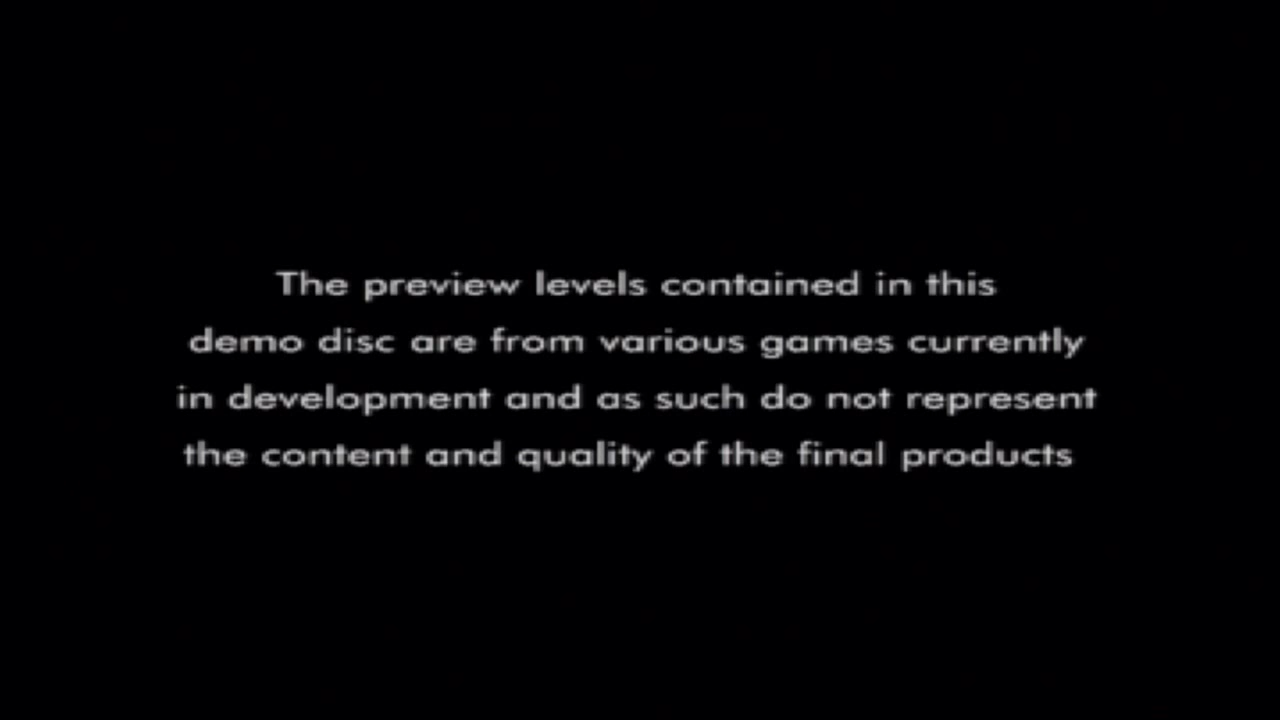 The preview levels contained in this
demo disc are from various games currently
in development and as such do not represent
the content and quality of the final products